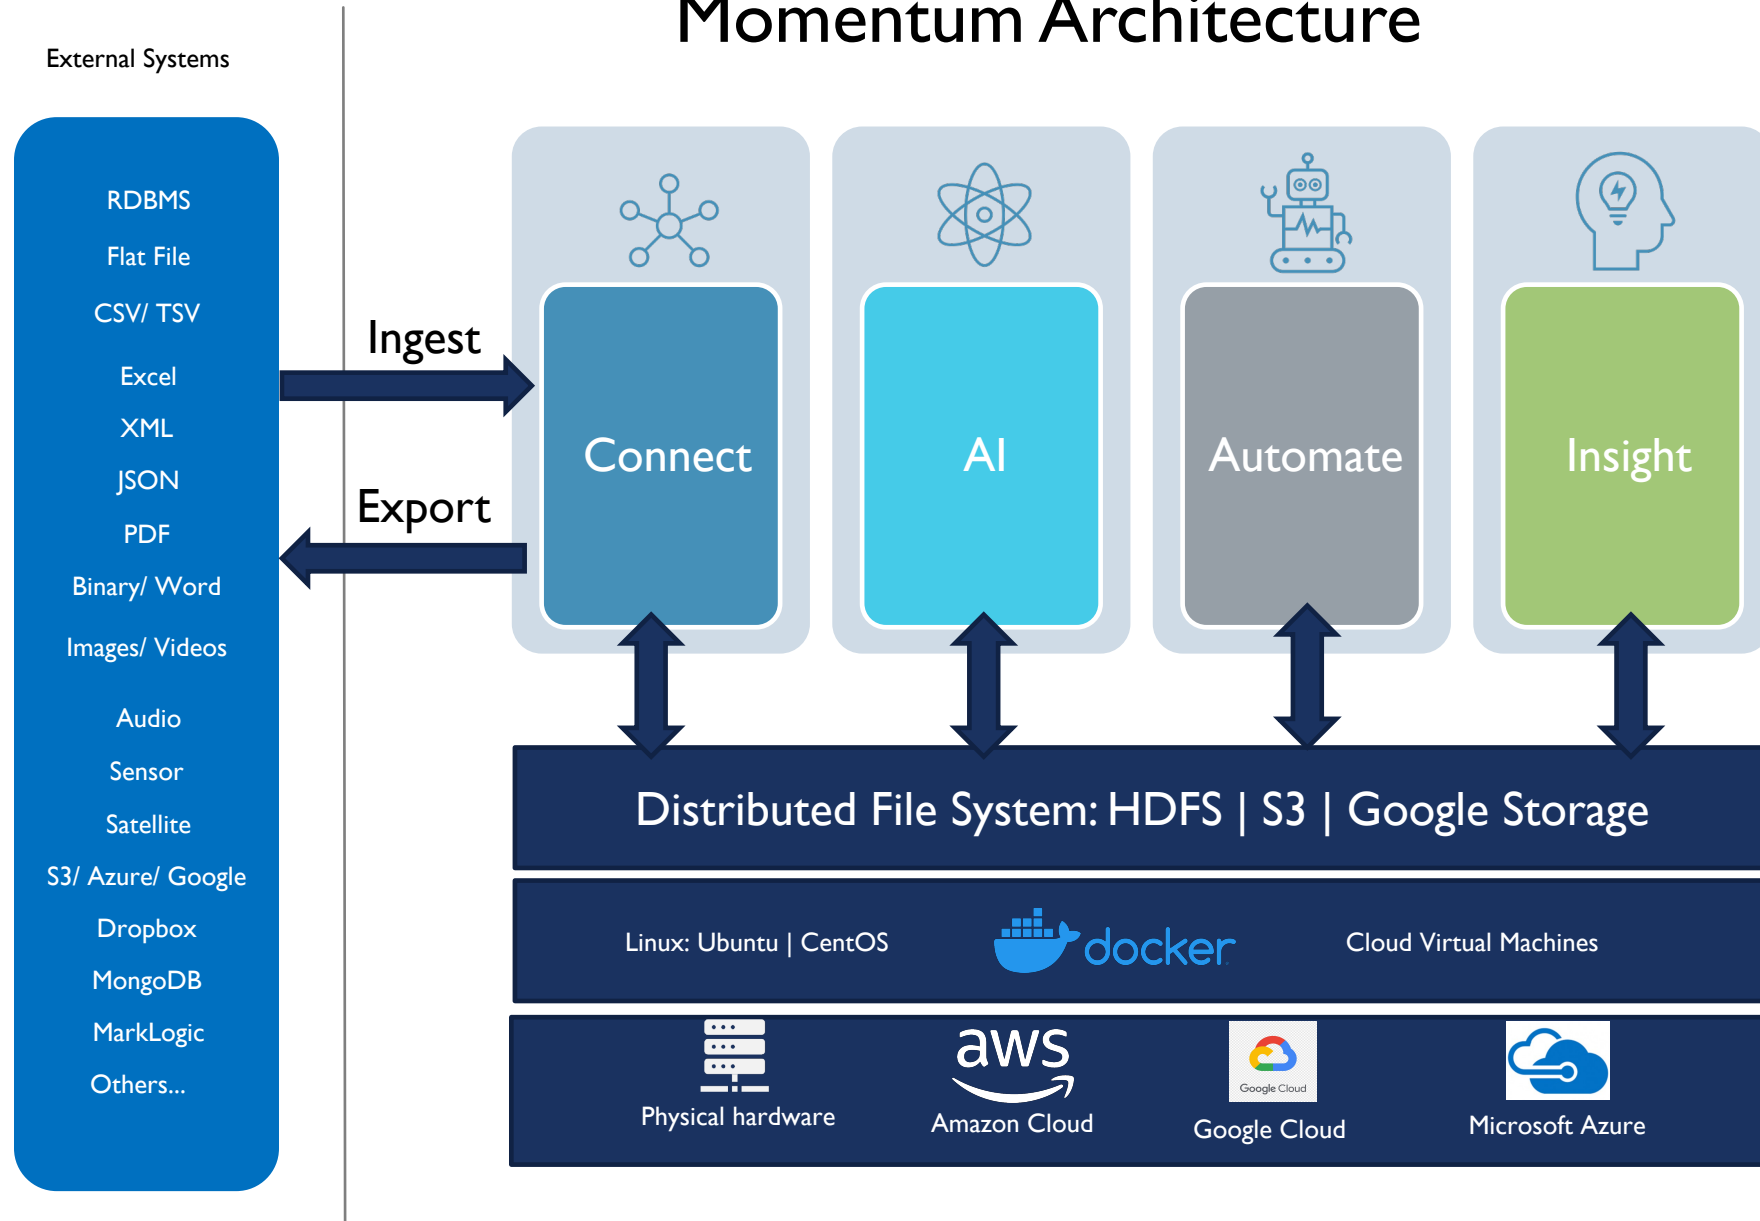 Momentum Architecture
External Systems
RDBMS
Flat File
CSV/ TSV
Excel
XML
JSON
PDF
Binary/ Word
Images/ Videos
Audio
Sensor
Satellite
S3/ Azure/ Google
Dropbox
MongoDB
MarkLogic
Others...
Ingest
Export
Connect
AI
Automate
Insight
Distributed File System: HDFS | S3 | Google Storage
Linux: Ubuntu | CentOS
docker
Cloud Virtual Machines
Physical hardware
aws
Amazon Cloud
Google Cloud
Google Cloud
Microsoft Azure